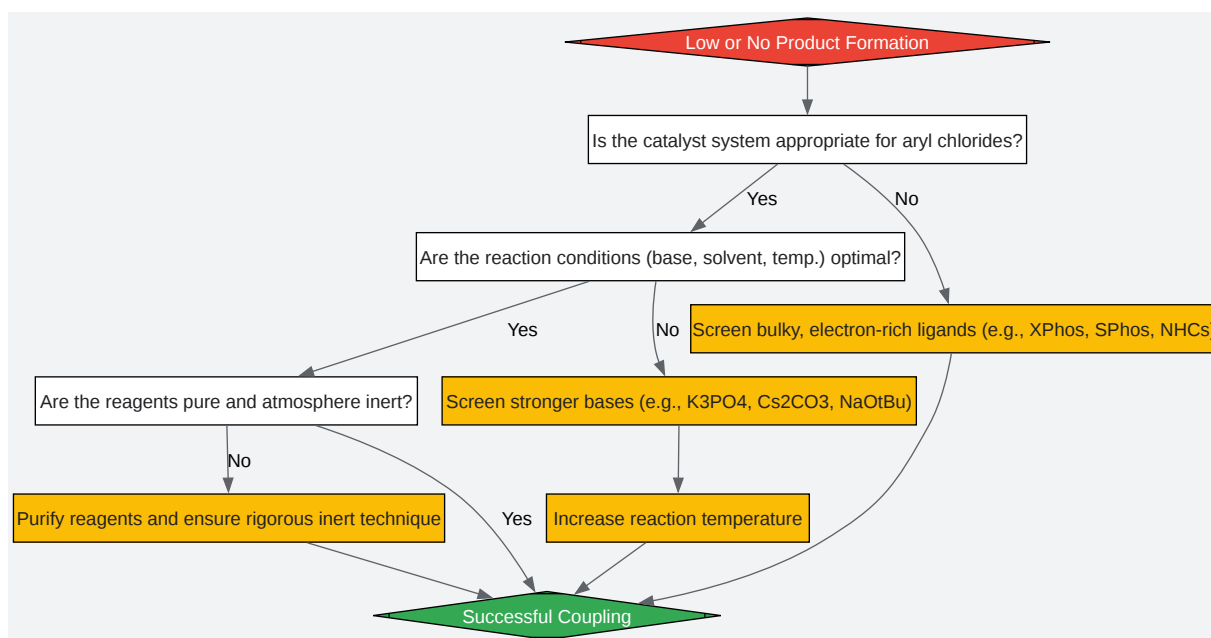 Low or No Product Formation
Is the catalyst system appropriate for aryl chlorides?
Yes
No
Are the reaction conditions (base, solvent, temp.) optimal?
Yes
No
Screen bulky, electron-rich ligands (e.g., XPhos, SPhos, NHCs)
Are the reagents pure and atmosphere inert?
Screen stronger bases (e.g., K3PO4, Cs2CO3, NaOtBu)
No
Purify reagents and ensure rigorous inert technique
Yes
Increase reaction temperature
Successful Coupling